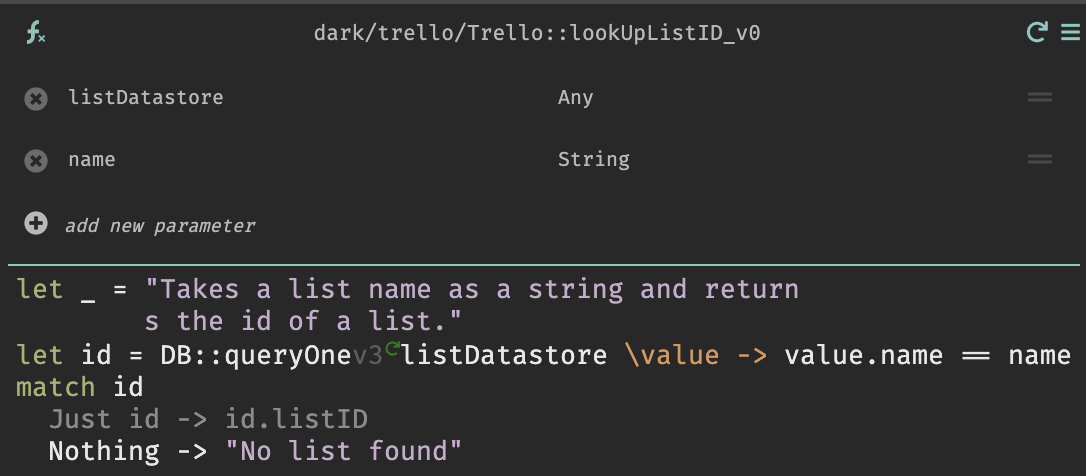 fx
dark/trello/Trello::lookUpListID_v0
listDatastore Any
name String
add new parameter
let _ = "Takes a list name as a string and return
s the id of a list."
let id = DB::queryOnev3 listDatastore \value -> value.name == name
match id
Just id -> id.listID
Nothing -> "No list found"